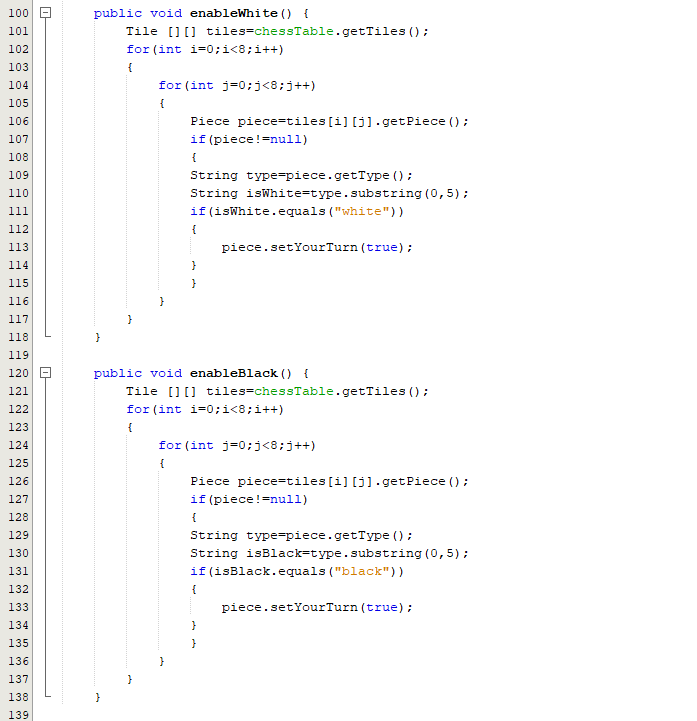 100 public void enableWhite() {
101 Tile [][] tiles=chessTable.getTiles();
102 for(int i=0;i<8;i++)
103 {
104 for(int j=0;j<8;j++)
105 {
106 Piece piece=tiles[i][j].getPiece();
107 if(piece!=null)
108 {
109 String type=piece.getType();
110 String isWhite=type.substring(0,5);
111 if(isWhite.equals("white"))
112 {
113 piece.setYourTurn(true);
114 }
115 }
116 }
117 }
118 }
119
120 public void enableBlack() {
121 Tile [][] tiles=chessTable.getTiles();
122 for(int i=0;i<8;i++)
123 {
124 for(int j=0;j<8;j++)
125 {
126 Piece piece=tiles[i][j].getPiece();
127 if(piece!=null)
128 {
129 String type=piece.getType();
130 String isBlack=type.substring(0,5);
131 if(isBlack.equals("black"))
132 {
133 piece.setYourTurn(true);
134 }
135 }
136 }
137 }
138 }
139